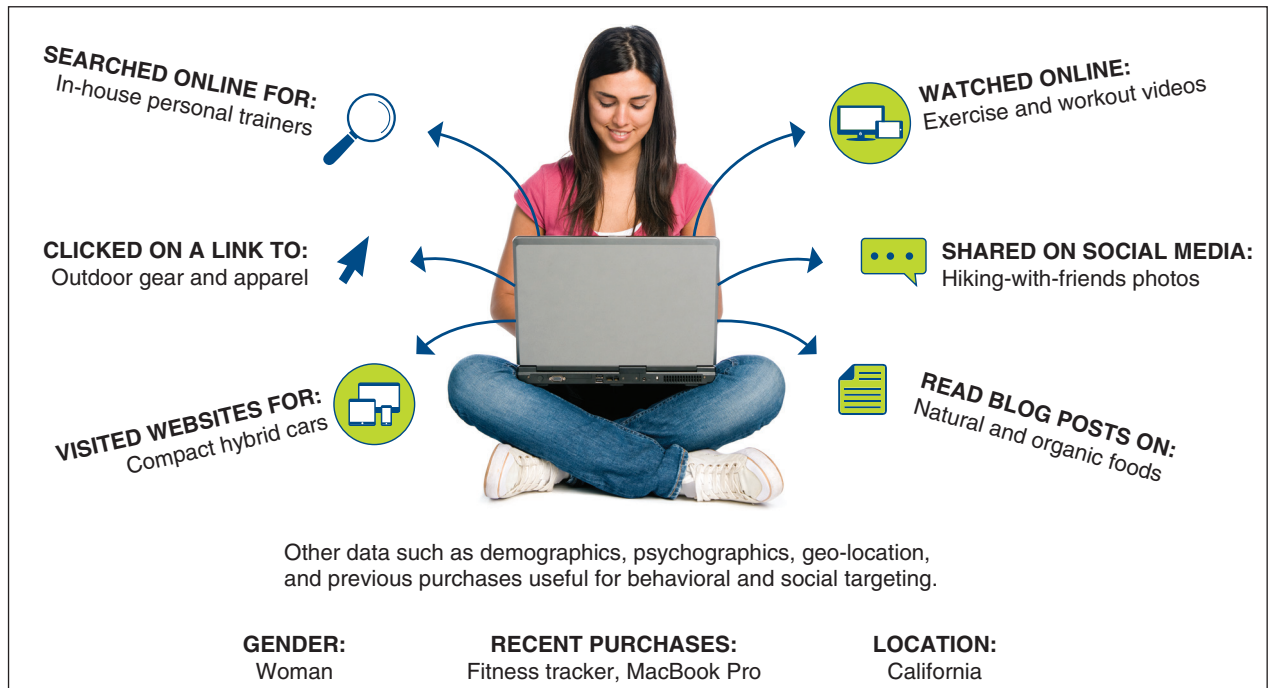 SEARCHED ONLINE FOR:
In-house personal trainers
WATCHED ONLINE:
Exercise and workout videos
CLICKED ON A LINK TO:
Outdoor gear and apparel
SHARED ON SOCIAL MEDIA:
Hiking-with-friends photos
VISITED WEBSITES FOR:
Compact hybrid cars
READ BLOG POSTS ON:
Natural and organic foods
Other data such as demographics, psychographics, geo-location,
and previous purchases useful for behavioral and social targeting.
GENDER:
Woman
RECENT PURCHASES:
Fitness tracker, MacBook Pro
LOCATION:
California